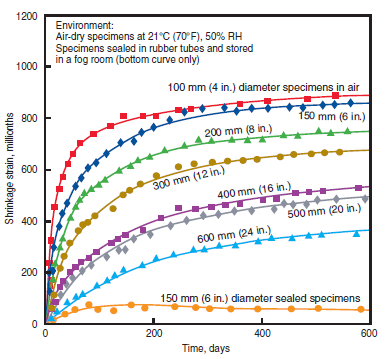 1200
Environment:
Air-dry specimens at 21°C (70°F), 50% RH
Specimens sealed in rubber tubes and stored
in a fog room (bottom curve only)
1000
100 mm (4 in.) diameter specimens in air
150 mm (6 in.)
800
200 mm (8 in.)
600
300 mm (12 in.)
400 mm (16 in.)
500 mm (20 in.)
400
600 mm (24 in.)
200
150 mm (6 in.) diameter sealed specimens
0
Shrinkage strain, millionths
0 200 400 600
Time, days